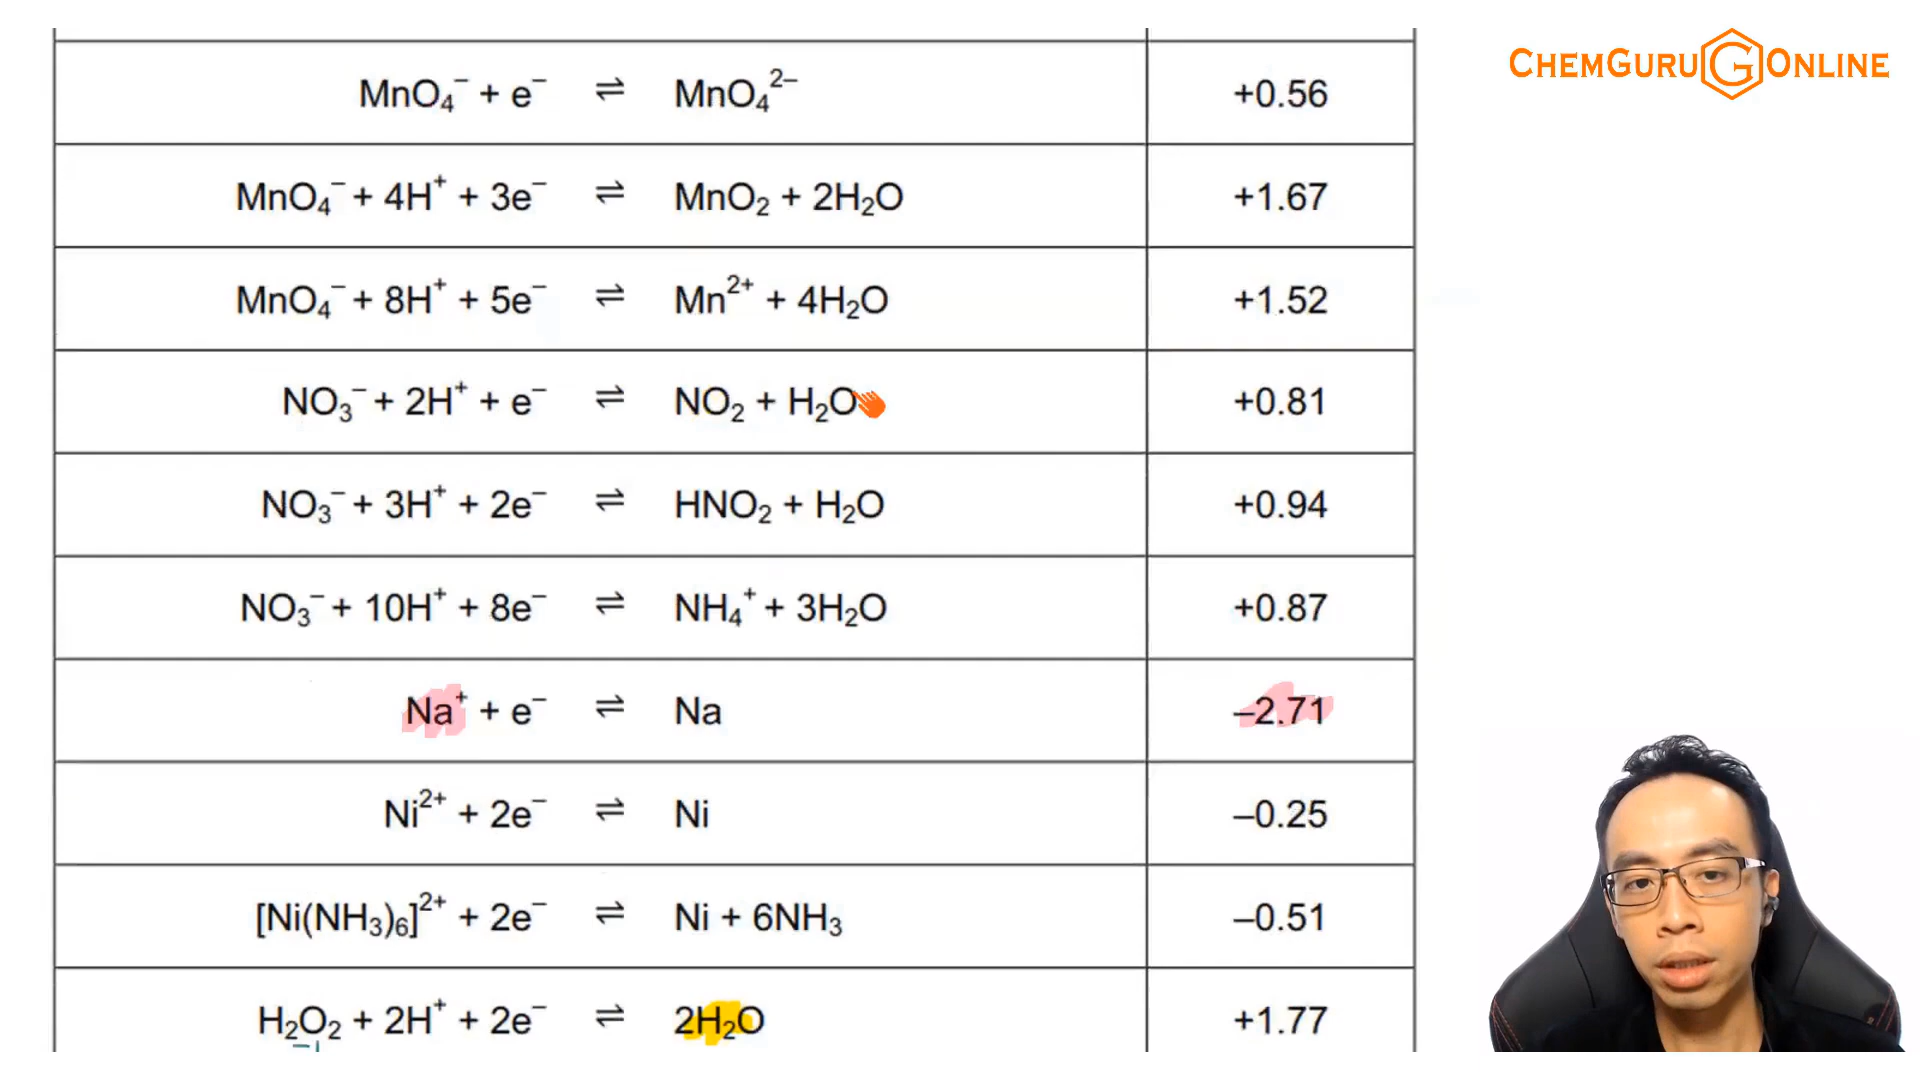 CHEMGURU G ONLINE
MnO₄⁻ + e⁻ ⇌ MnO₄²⁻ +0.56
MnO₄⁻ + 4H⁺ + 3e⁻ ⇌ MnO₂ + 2H₂O +1.67
MnO₄⁻ + 8H⁺ + 5e⁻ ⇌ Mn²⁺ + 4H₂O +1.52
NO₃⁻ + 2H⁺ + e⁻ ⇌ NO₂ + H₂O +0.81
NO₃⁻ + 3H⁺ + 2e⁻ ⇌ HNO₂ + H₂O +0.94
NO₃⁻ + 10H⁺ + 8e⁻ ⇌ NH₄⁺ + 3H₂O +0.87
Na⁺ + e⁻ ⇌ Na –2.71
Ni²⁺ + 2e⁻ ⇌ Ni –0.25
[Ni(NH₃)₆]²⁺ + 2e⁻ ⇌ Ni + 6NH₃ –0.51
H₂O₂ + 2H⁺ + 2e⁻ ⇌ 2H₂O +1.77